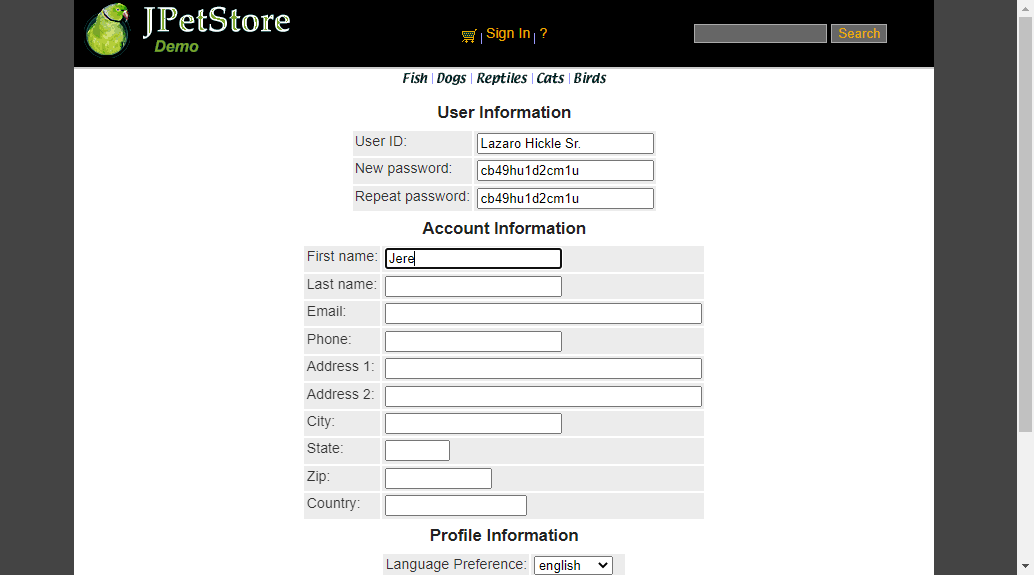 JPetStore
Demo
Sign In | ?
Search
Fish | Dogs | Reptiles | Cats | Birds
User Information
User ID: Lazaro Hickle Sr.
New password: cb49hu1d2cm1u
Repeat password: cb49hu1d2cm1u
Account Information
First name: Jere
Last name:
Email:
Phone:
Address 1:
Address 2:
City:
State:
Zip:
Country:
Profile Information
Language Preference: english